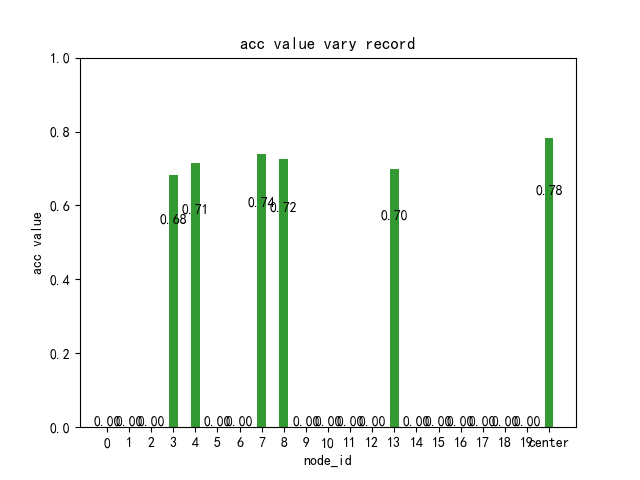 acc value vary record
1.0
0.8
0.6
0.4
0.2
0.0
acc value
0.00 0.00 0.00 0.68 0.71 0.00 0.00 0.74 0.72 0.00 0.00 0.00 0.00 0.70 0.00 0.00 0.00 0.00 0.00 0.00 0.78
0 1 2 3 4 5 6 7 8 9 10 11 12 13 14 15 16 17 18 19 center
node_id